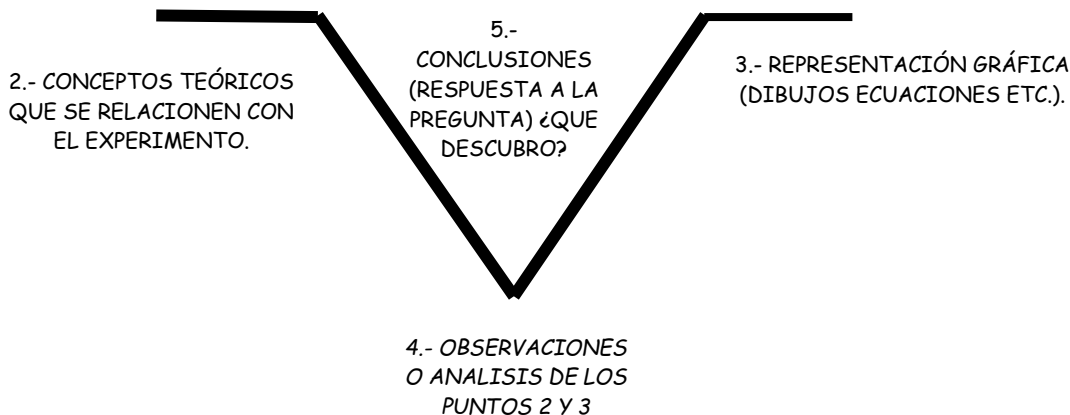 2.- CONCEPTOS TEÓRICOS
QUE SE RELACIONEN CON
EL EXPERIMENTO.
5.-
CONCLUSIONES
(RESPUESTA A LA
PREGUNTA) ¿QUE
DESCUBRO?
3.- REPRESENTACIÓN GRÁFICA
(DIBUJOS ECUACIONES ETC.).
4.- OBSERVACIONES
O ANALISIS DE LOS
PUNTOS 2 Y 3